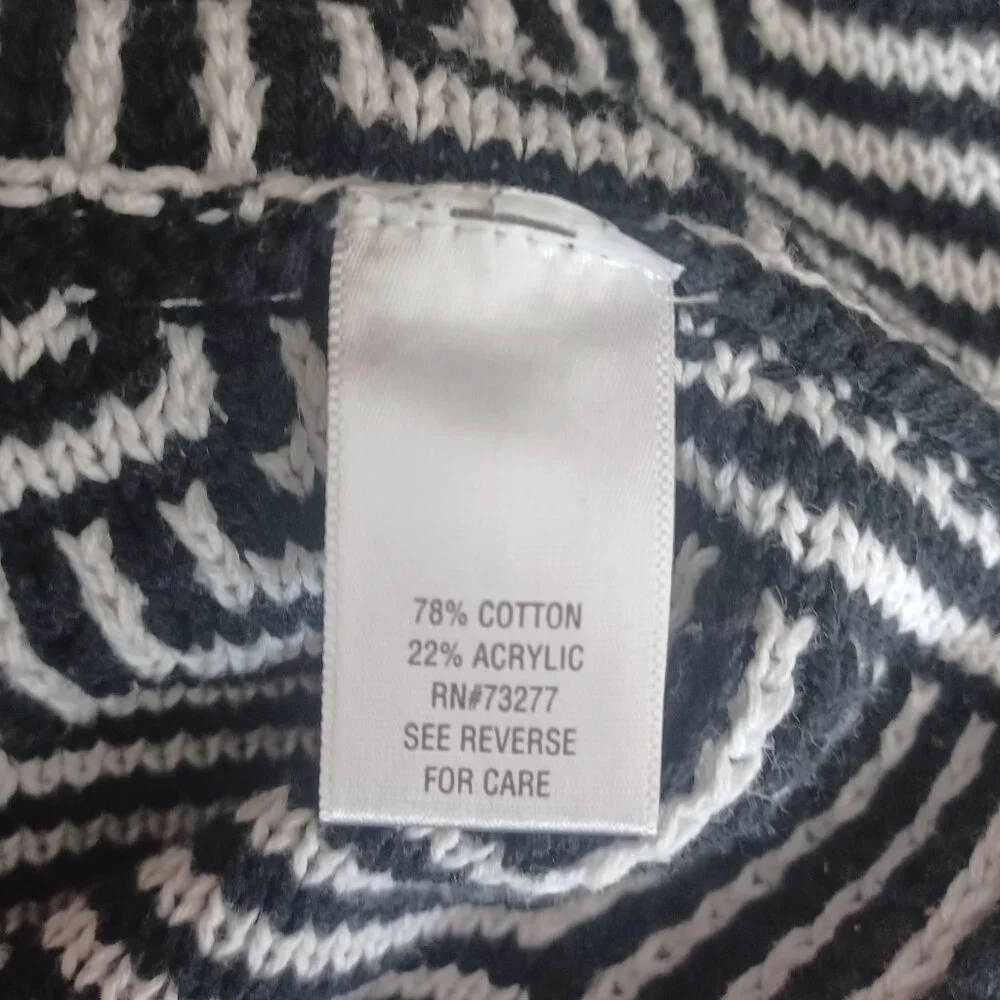 78% COTTON
22% ACRYLIC
RN#73277
SEE REVERSE
FOR CARE